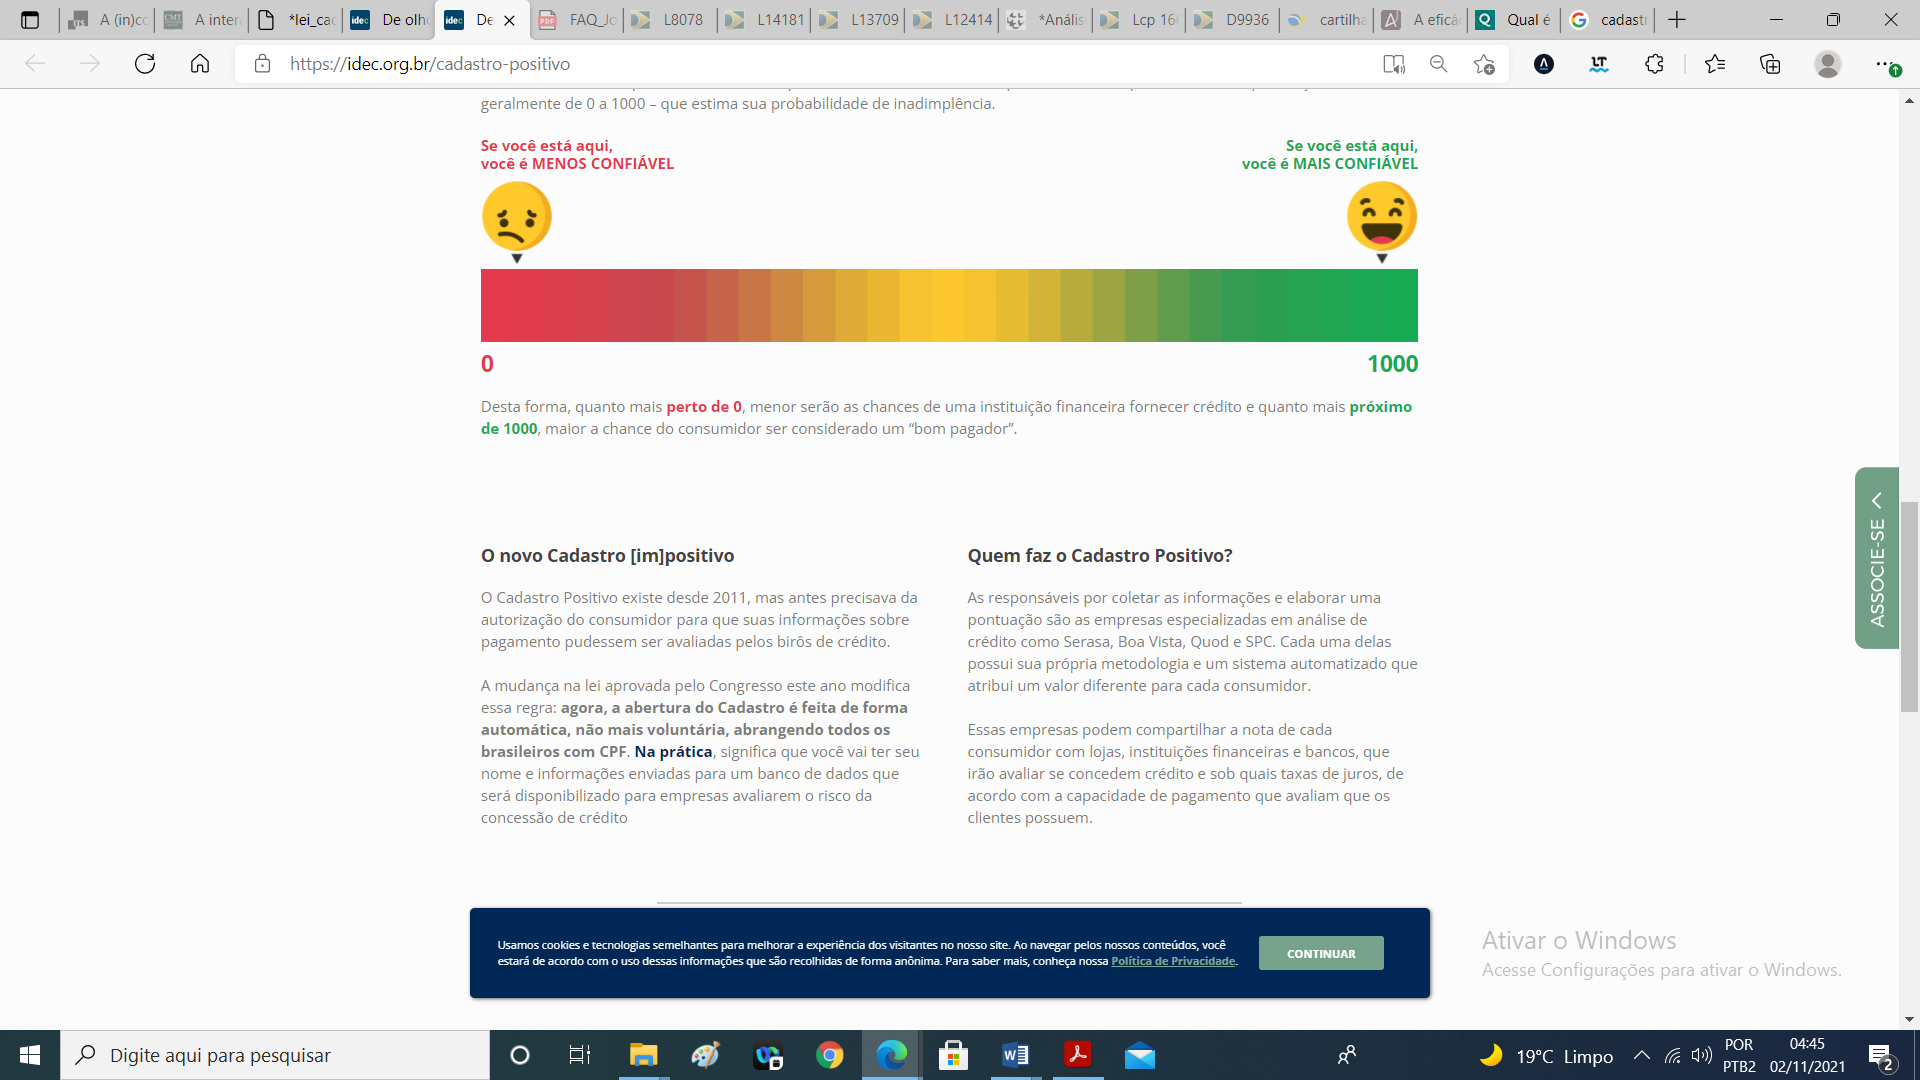 A (in)co
A inter
*lei_cac
De olho
De
FAQ_Jo
L8078
L14181
L13709
L12414
*Anális
Lcp 166
D9936
cartilha
A eficác
Qual é
cadastr
https://idec.org.br/cadastro-positivo
geralmente de 0 a 1000 – que estima sua probabilidade de inadimplência.
Se você está aqui,
você é MENOS CONFIÁVEL
Se você está aqui,
você é MAIS CONFIÁVEL
0
1000
Desta forma, quanto mais perto de 0, menor serão as chances de uma instituição financeira fornecer crédito e quanto mais próximo
de 1000, maior a chance do consumidor ser considerado um “bom pagador”.
O novo Cadastro [im]positivo
O Cadastro Positivo existe desde 2011, mas antes precisava da
autorização do consumidor para que suas informações sobre
pagamento pudessem ser avaliadas pelos birôs de crédito.
A mudança na lei aprovada pelo Congresso este ano modifica
essa regra: agora, a abertura do Cadastro é feita de forma
automática, não mais voluntária, abrangendo todos os
brasileiros com CPF. Na prática, significa que você vai ter seu
nome e informações enviadas para um banco de dados que
será disponibilizado para empresas avaliarem o risco da
concessão de crédito
Quem faz o Cadastro Positivo?
As responsáveis por coletar as informações e elaborar uma
pontuação são as empresas especializadas em análise de
crédito como Serasa, Boa Vista, Quod e SPC. Cada uma delas
possui sua própria metodologia e um sistema automatizado que
atribui um valor diferente para cada consumidor.
Essas empresas podem compartilhar a nota de cada
consumidor com lojas, instituições financeiras e bancos, que
irão avaliar se concedem crédito e sob quais taxas de juros, de
acordo com a capacidade de pagamento que avaliam que os
clientes possuem.
ASSOCIE-SE
Usamos cookies e tecnologias semelhantes para melhorar a experiência dos visitantes no nosso site. Ao navegar pelos nossos conteúdos, você
estará de acordo com o uso dessas informações que são recolhidas de forma anônima. Para saber mais, conheça nossa Política de Privacidade.
CONTINUAR
Ativar o Windows
Acesse Configurações para ativar o Windows.
Digite aqui para pesquisar
19°C Limpo
POR
PTB2
04:45
02/11/2021
2